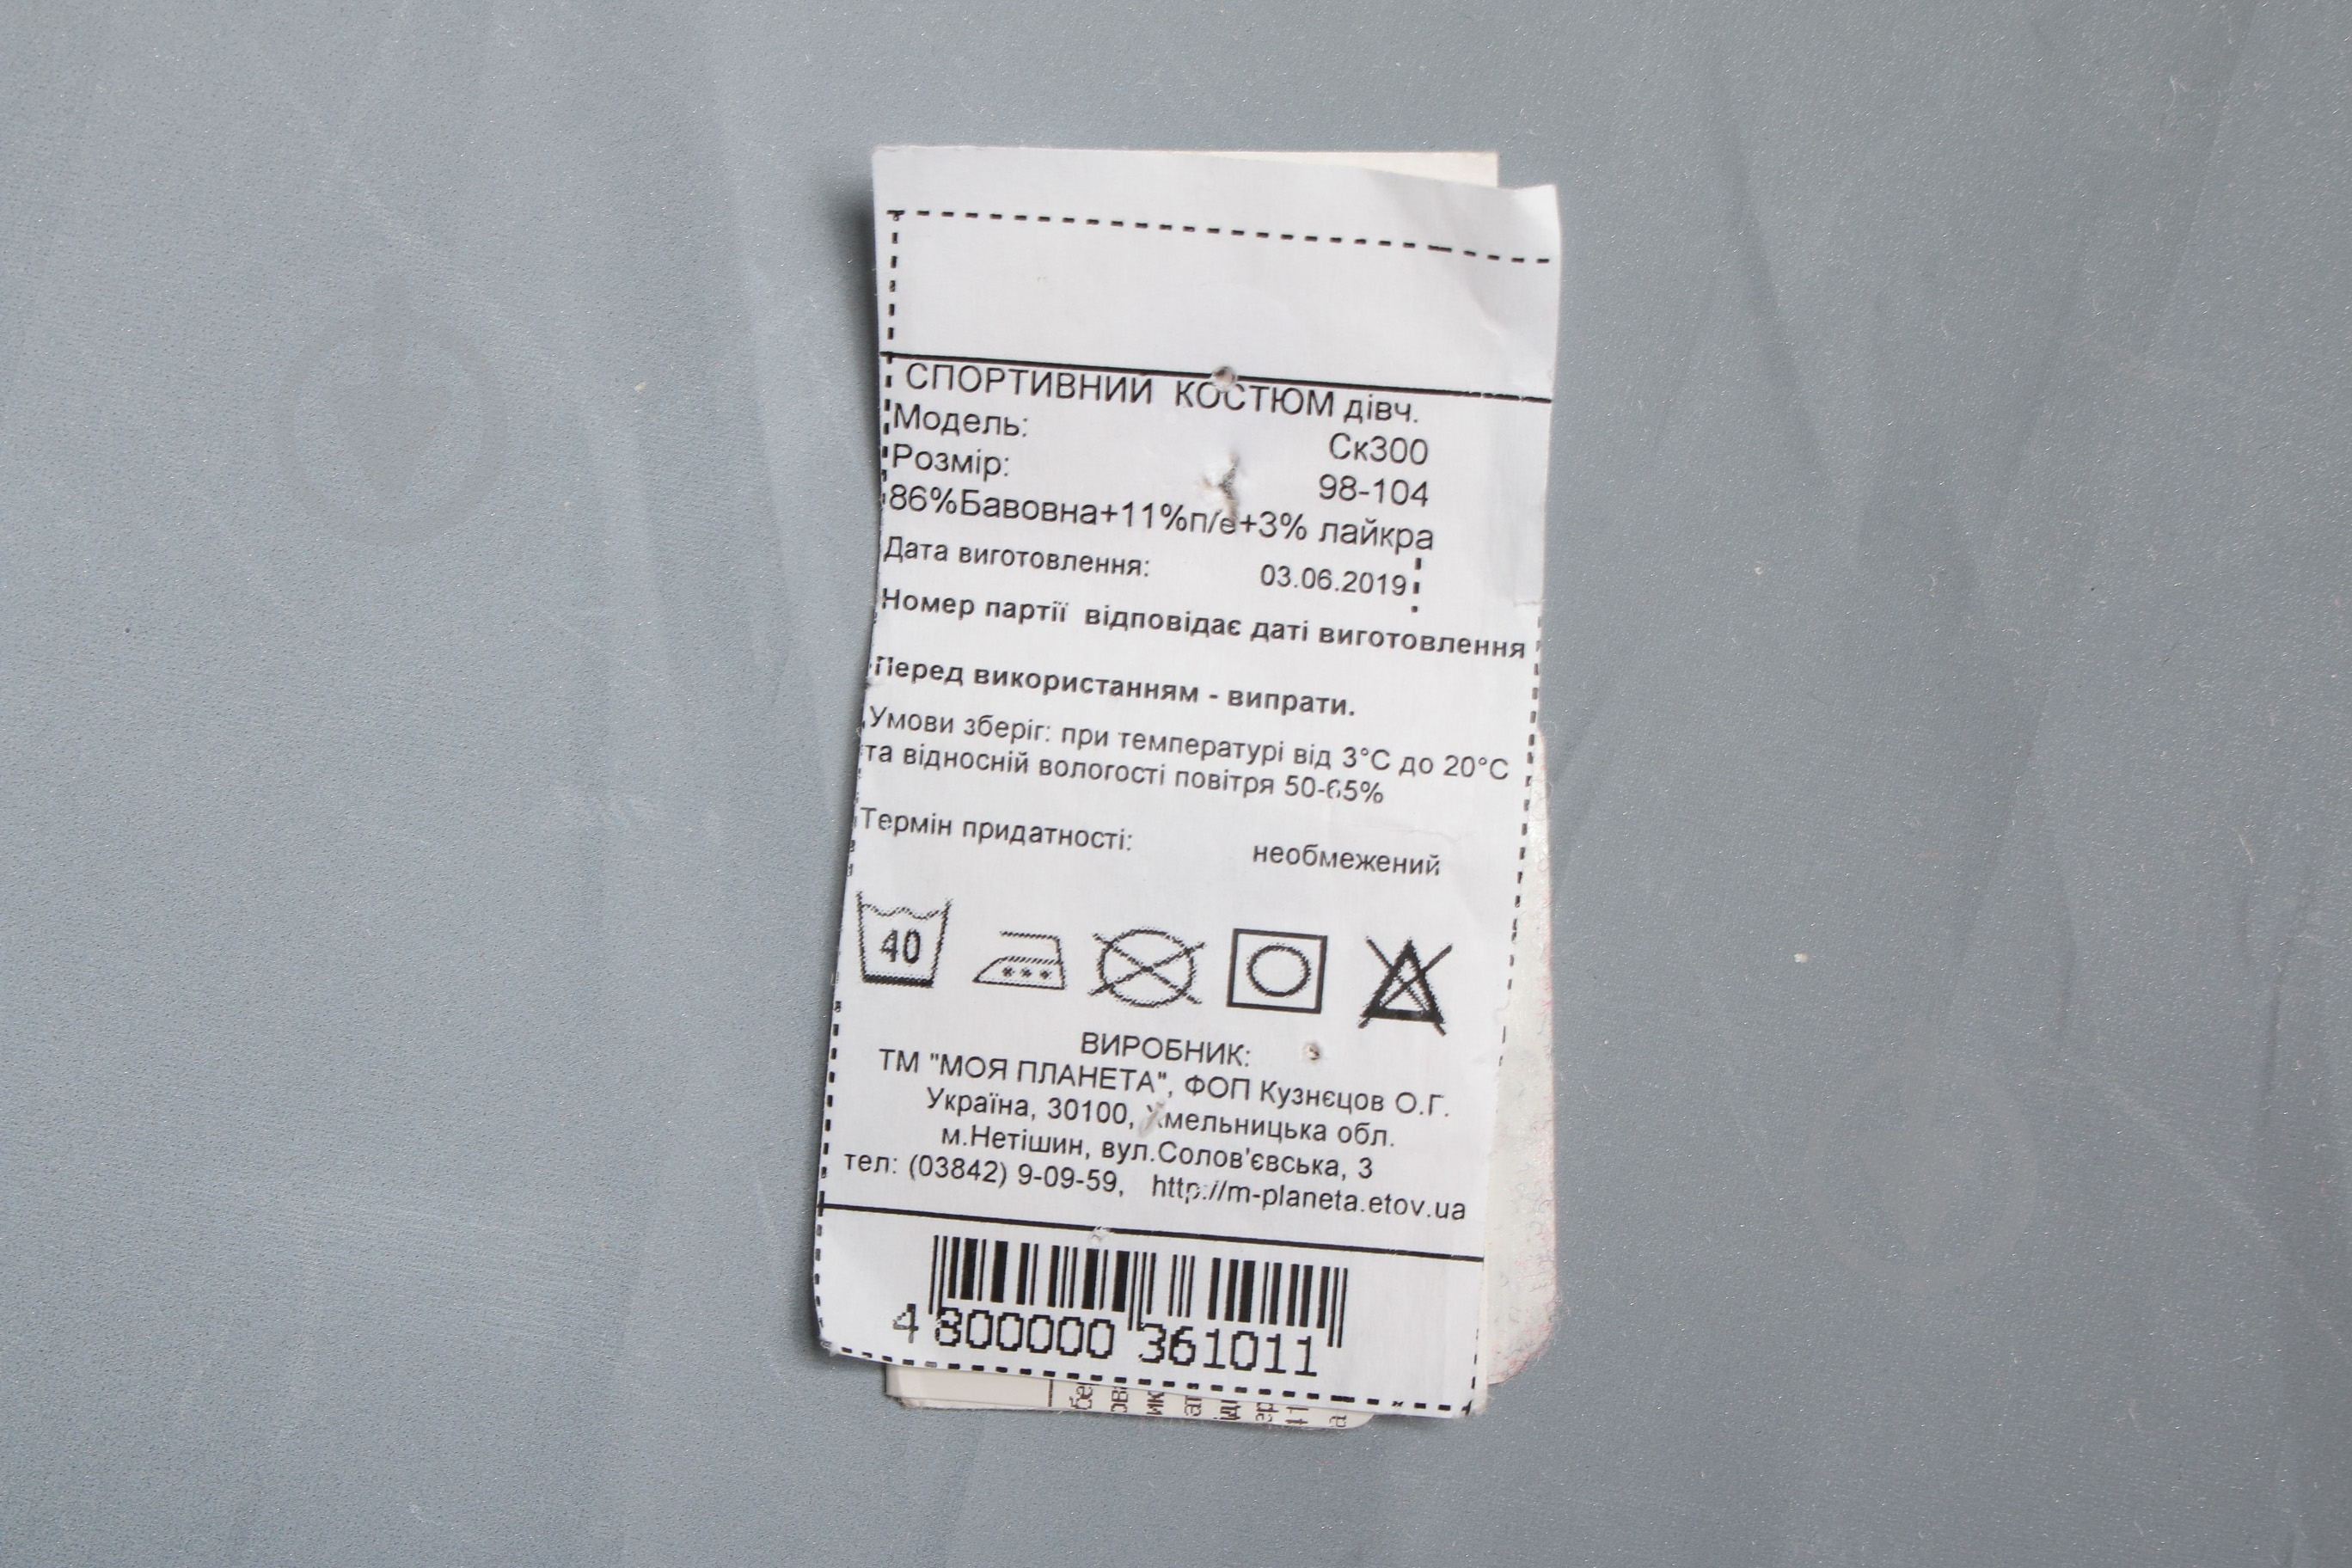 СПОРТИВНИЙ КОСТЮМ дівч.
Модель: Ск300
Розмір: 98-104
86%Бавовна+11%п/е+3% лайкра
Дата виготовлення: 03.06.2019
Номер партії відповідає даті виготовлення
Перед використанням - випрати.
Умови зберіг: при температурі від 3°С до 20°С
та відносній вологості повітря 50-65%
Термін придатності: необмежений
40
ВИРОБНИК:
ТМ "МОЯ ПЛАНЕТА", ФОП Кузнєцов О.Г.
Україна, 30100, Хмельницька обл.
м.Нетішин, вул.Солов'євська, 3
тел: (03842) 9-09-59, http://m-planeta.etov.ua
4 800000 361011